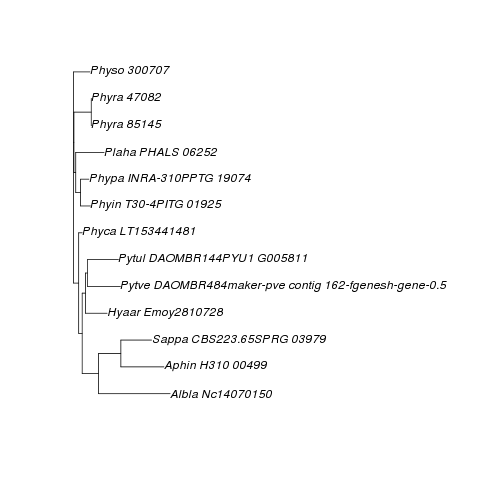 Physo 300707
Phyra 47082
Phyra 85145
Plaha PHALS 06252
Phypa INRA-310PPTG 19074
Phyin T30-4PITG 01925
Phyca LT153441481
Pytul DAOMBR144PYU1 G005811
Pytve DAOMBR484maker-pve contig 162-fgenesh-gene-0.5
Hyaar Emoy2810728
Sappa CBS223.65SPRG 03979
Aphin H310 00499
Albla Nc14070150